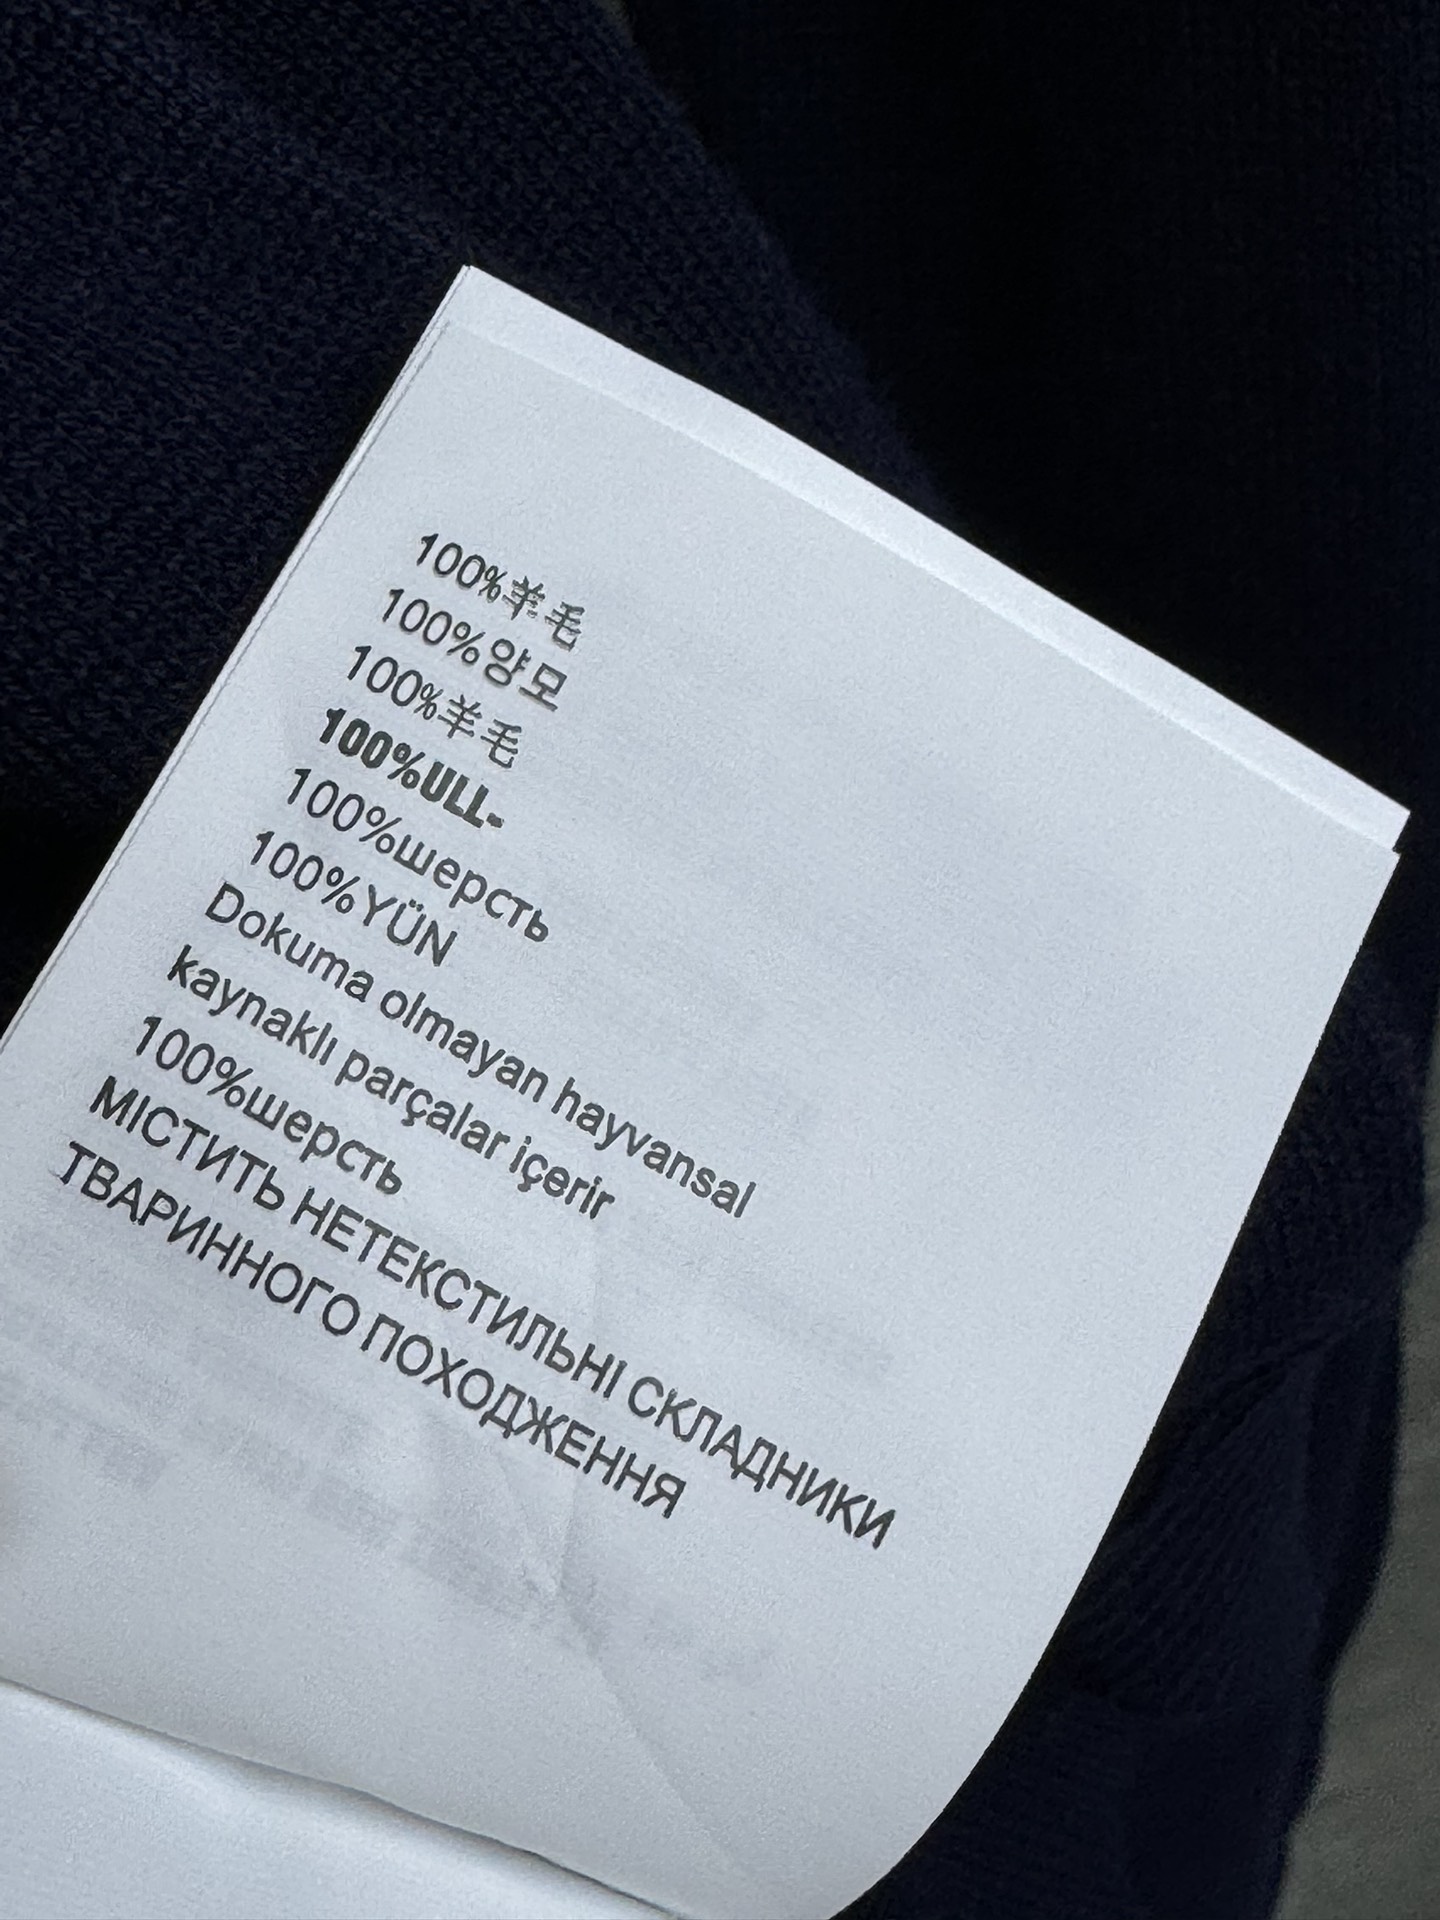 100%羊毛
100%양모
100%羊毛
100%ULL-
100%шерсть
100%YÜN
Dokuma olmayan hayvansal
kaynaklı parçalar içerir
100%шерсть
МІСТИТЬ НЕТЕКСТИЛЬНІ СКЛАДНИКИ
ТВАРИННОГО ПОХОДЖЕННЯ